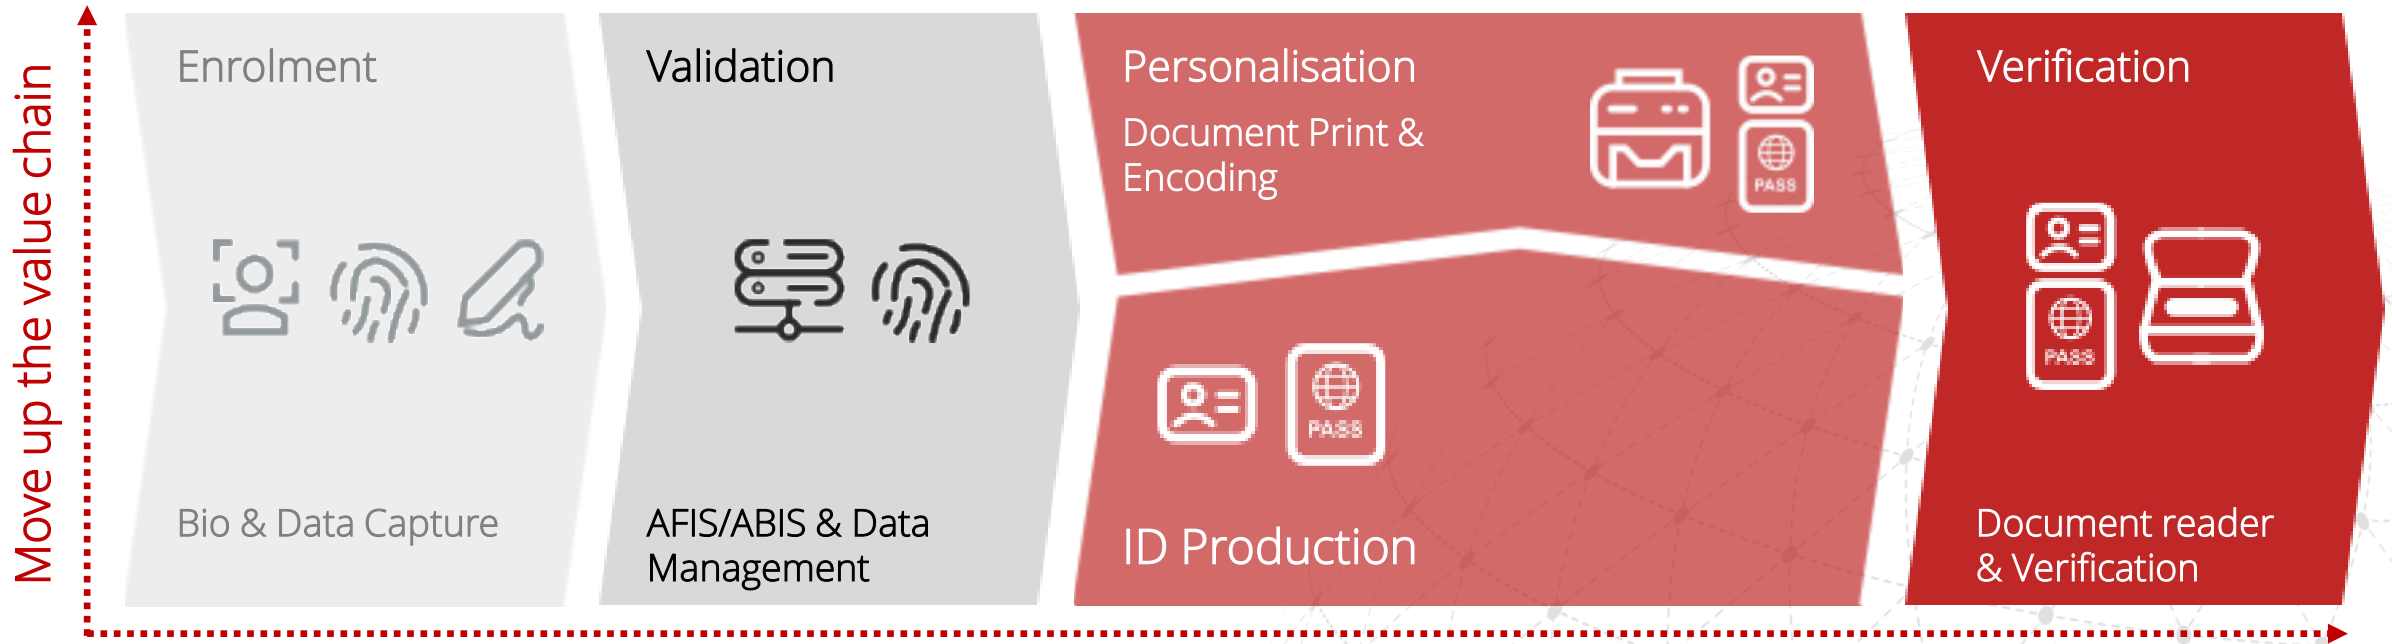 Move up the value chain
Enrolment
Bio & Data Capture
Validation
AFIS/ABIS & Data
Management
Personalisation
Document Print &
Encoding
PASS
PASS
ID Production
Verification
PASS
Document reader
& Verification